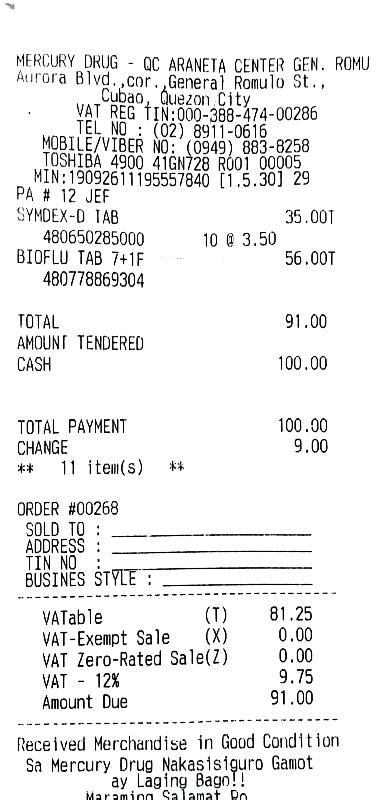 MERCURY DRUG - QC ARANETA CENTER GEN. ROMU
Aurora Blvd.,cor.,General Romulo St.,
Cubao, Quezon City
VAT REG TIN:000-388-474-00286
TEL NO : (02) 8911-0616
MOBILE/VIBER NO: (0949) 883-8258
TOSHIBA 4900 41GN728 R001 00005
MIN:19092611195557840 [1.5.30] 29
PA # 12 JEF
SYMDEX-D TAB 35.00T
480650285000 10 @ 3.50
BIOFLU TAB 7+1F 56.00T
480778869304
TOTAL 91.00
AMOUNT TENDERED
CASH 100.00
TOTAL PAYMENT 100.00
CHANGE 9.00
** 11 item(s) **
ORDER #00268
SOLD TO :
ADDRESS :
TIN NO :
BUSINES STYLE :
VATable (T) 81.25
VAT-Exempt Sale (X) 0.00
VAT Zero-Rated Sale(Z) 0.00
VAT - 12% 9.75
Amount Due 91.00
Received Merchandise in Good Condition
Sa Mercury Drug Nakasisiguro Gamot
ay Laging Bago!!
Maraming Salamat Po